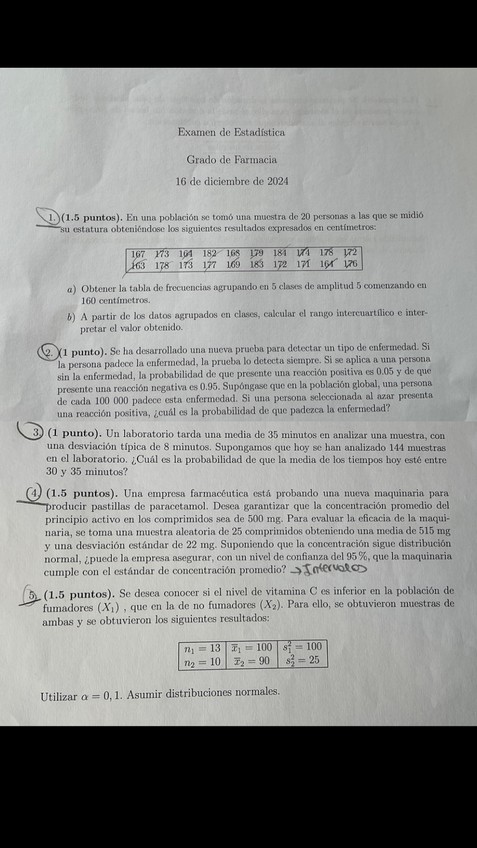 Examen de Estadística
Grado de Farmacia
16 de diciembre de 2024
1. (1.5 puntos). En una población se tomó una muestra de 20 personas a las que se midió
su estatura obteniéndose los siguientes resultados expresados en centímetros:
167 173 164 182 168 179 184 174 178 172
163 178 173 177 169 183 172 171 164 176
a) Obtener la tabla de frecuencias agrupando en 5 clases de amplitud 5 comenzando en
160 centímetros.
b) A partir de los datos agrupados en clases, calcular el rango intercuartílico e inter-
pretar el valor obtenido.
2. (1 punto). Se ha desarrollado una nueva prueba para detectar un tipo de enfermedad. Si
la persona padece la enfermedad, la prueba lo detecta siempre. Si se aplica a una persona
sin la enfermedad, la probabilidad de que presente una reacción positiva es 0.05 y de que
presente una reacción negativa es 0.95. Supóngase que en la población global, una persona
de cada 100 000 padece esta enfermedad. Si una persona seleccionada al azar presenta
una reacción positiva, ¿cuál es la probabilidad de que padezca la enfermedad?
3. (1 punto). Un laboratorio tarda una media de 35 minutos en analizar una muestra, con
una desviación típica de 8 minutos. Supongamos que hoy se han analizado 144 muestras
en el laboratorio. ¿Cuál es la probabilidad de que la media de los tiempos hoy esté entre
30 y 35 minutos?
4. (1.5 puntos). Una empresa farmacéutica está probando una nueva maquinaria para
producir pastillas de paracetamol. Desea garantizar que la concentración promedio del
principio activo en los comprimidos sea de 500 mg. Para evaluar la eficacia de la maqui-
naria, se toma una muestra aleatoria de 25 comprimidos obteniendo una media de 515 mg
y una desviación estándar de 22 mg. Suponiendo que la concentración sigue distribución
normal, ¿puede la empresa asegurar, con un nivel de confianza del 95 %, que la maquinaria
cumple con el estándar de concentración promedio? → Intervalos
5. (1.5 puntos). Se desea conocer si el nivel de vitamina C es inferior en la población de
fumadores (X₁) , que en la de no fumadores (X₂). Para ello, se obtuvieron muestras de
ambas y se obtuvieron los siguientes resultados:
n₁ = 13 x̄₁ = 100 s₁² = 100
n₂ = 10 x̄₂ = 90 s₂² = 25
Utilizar α = 0,1. Asumir distribuciones normales.